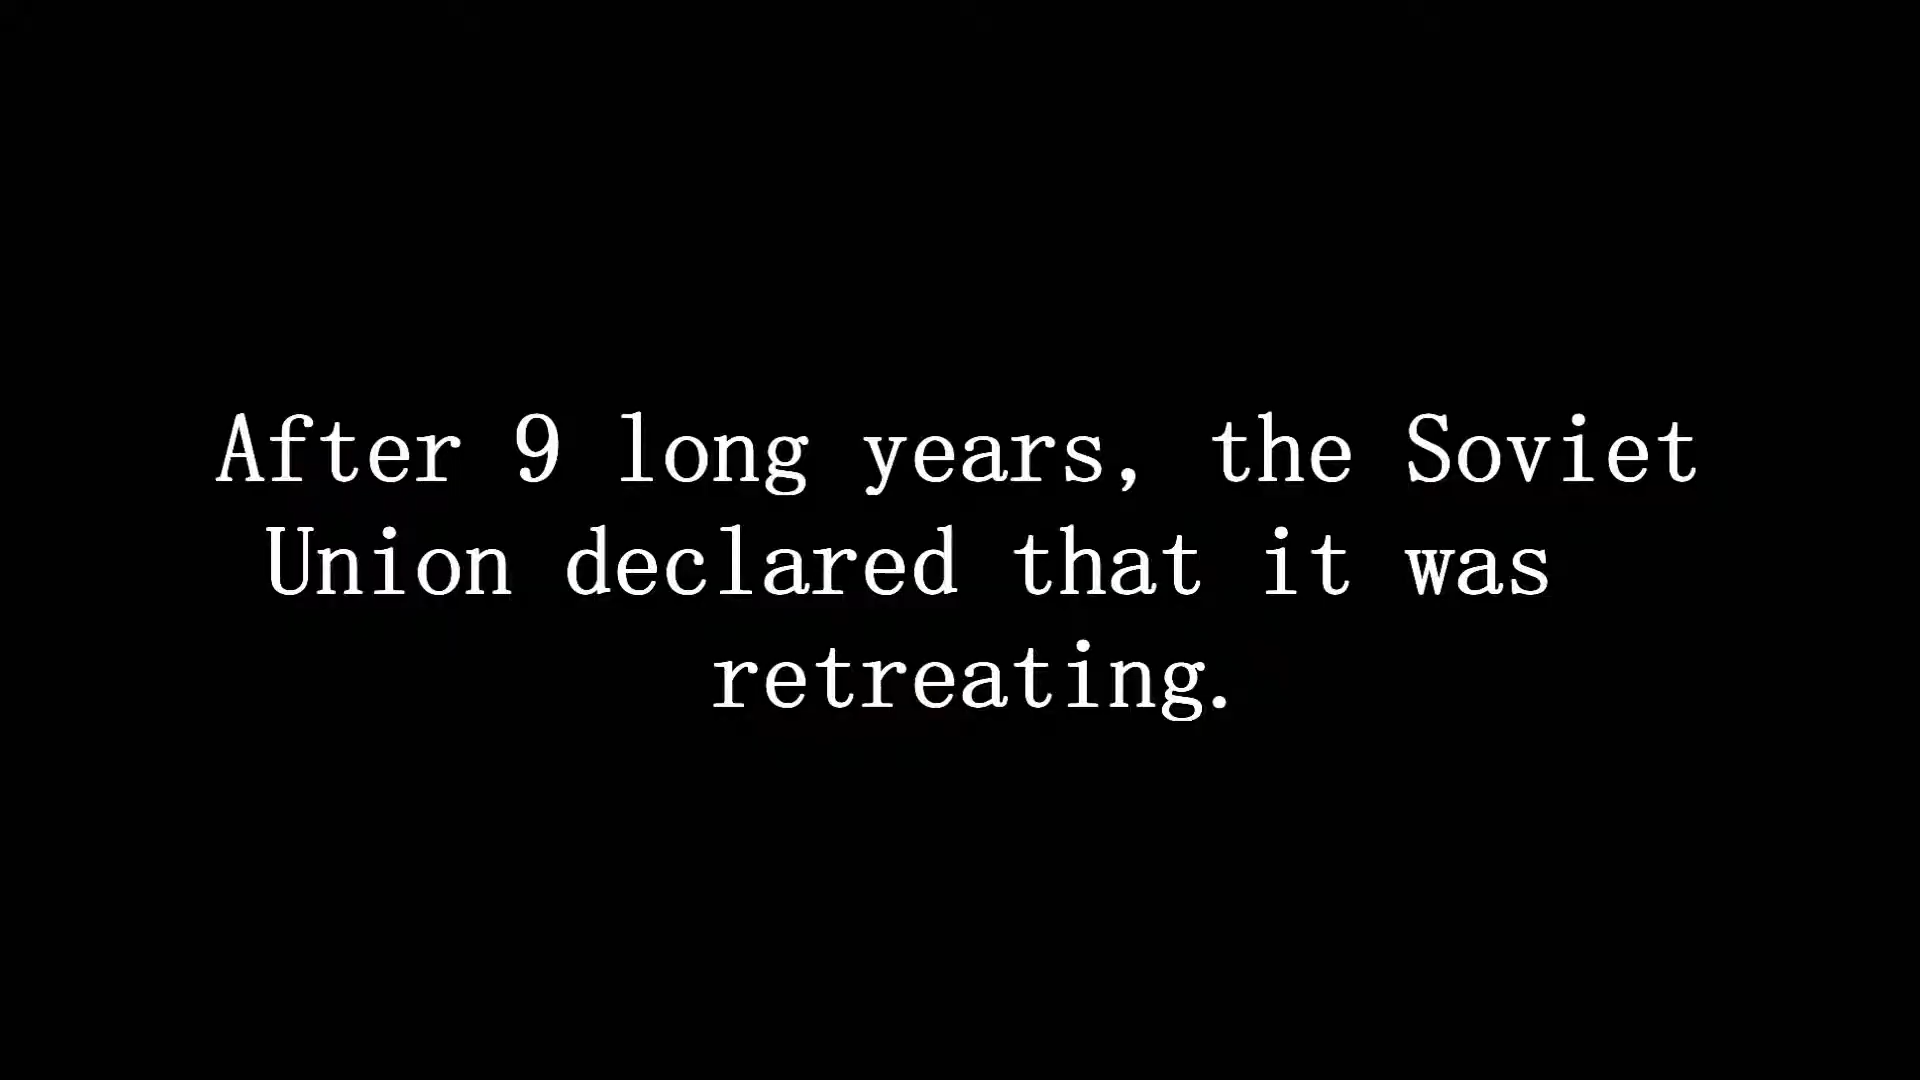 After 9 long years, the Soviet
Union declared that it was
retreating.